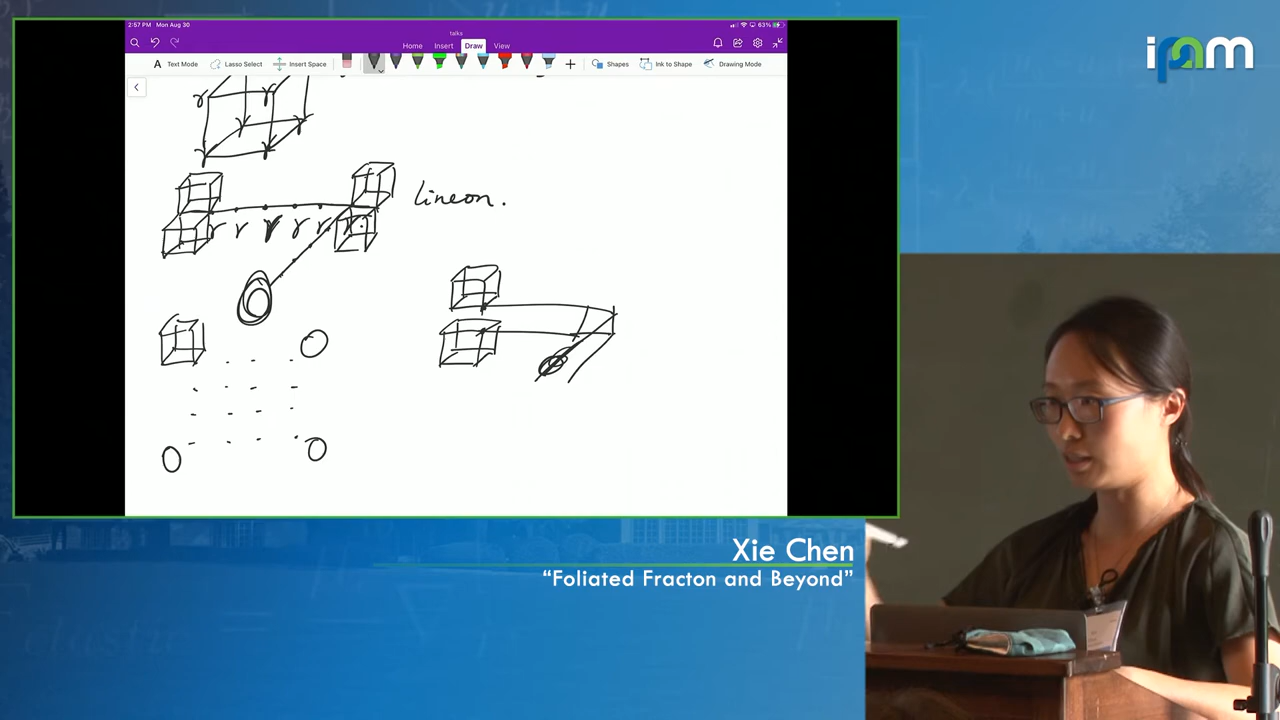 2:57 PM Mon Aug 30
63%
talks
Home Insert Draw View
Text Mode Lasso Select Insert Space Shapes Ink to Shape Drawing Mode
ipam
γ γ
γ γ
γ γ
lineon.
γ γ γ γ γ
Xie Chen
“Foliated Fracton and Beyond”